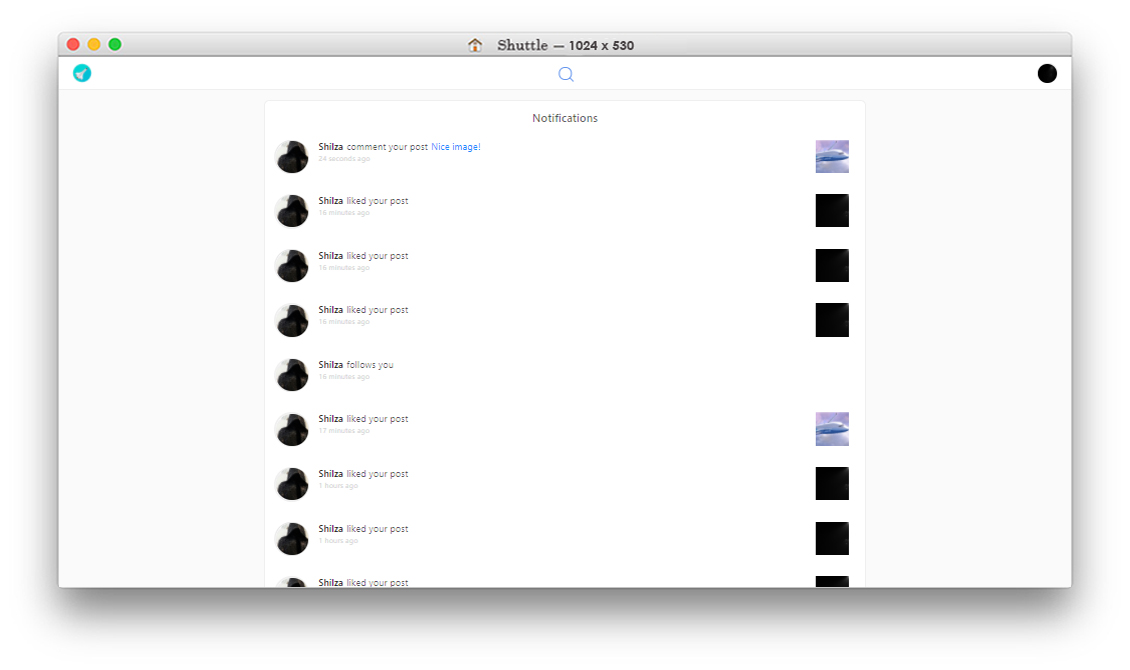 Shuttle — 1024 x 530
Notifications
Shilza comment your post Nice image!
24 seconds ago
Shilza liked your post
16 minutes ago
Shilza liked your post
16 minutes ago
Shilza liked your post
16 minutes ago
Shilza follows you
16 minutes ago
Shilza liked your post
17 minutes ago
Shilza liked your post
1 hours ago
Shilza liked your post
1 hours ago
Shilza liked your post